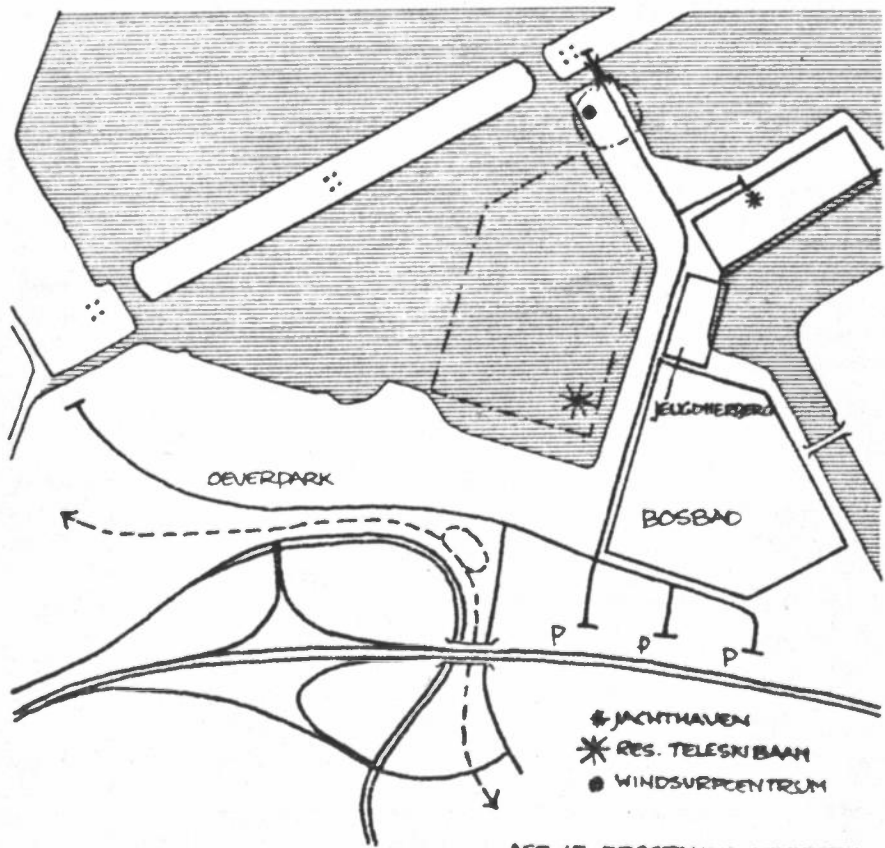 JEUGDHERBERG
OEVERPARK
BOSBAD
P
P
P
JACHTHAVEN
RES. TELESKIBAAN
WINDSURFCENTRUM